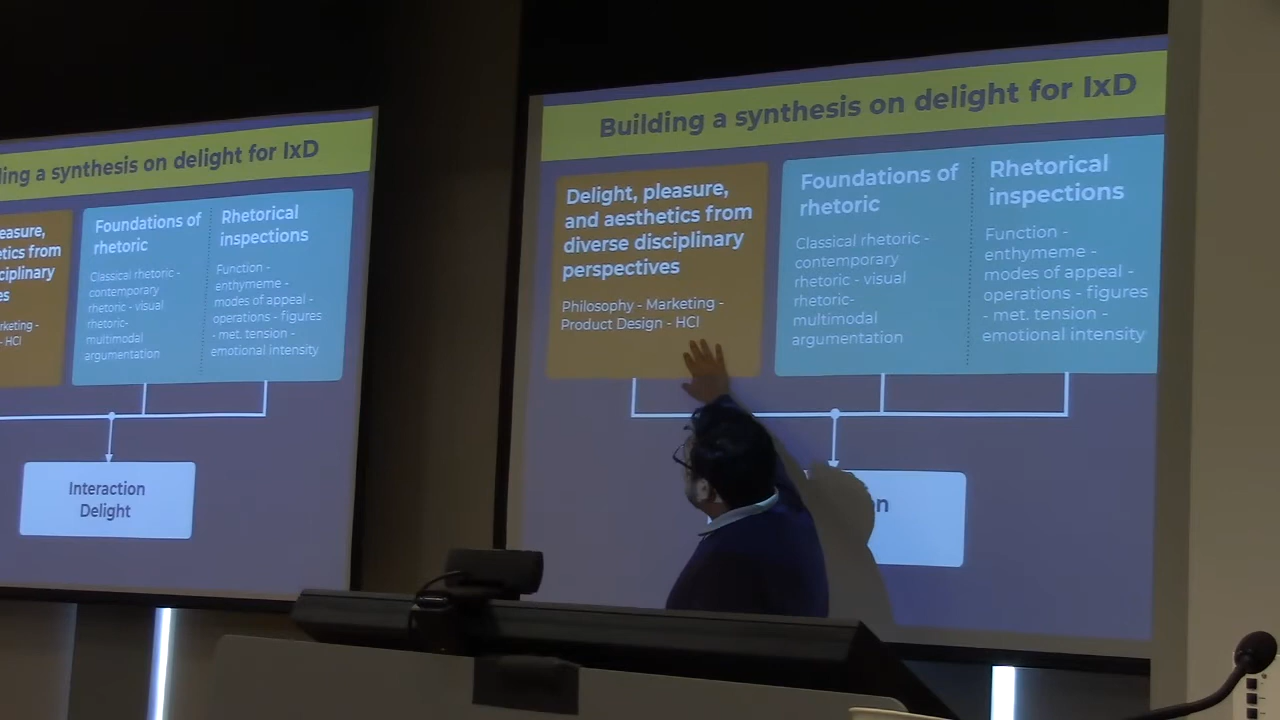 ing a synthesis on delight for IxD
easure,
etics from
ciplinary
es
rketing -
- HCI
Foundations of
rhetoric
Classical rhetoric -
contemporary
rhetoric - visual
rhetoric-
multimodal
argumentation
Rhetorical
inspections
Function -
enthymeme -
modes of appeal -
operations - figures
- met. tension -
emotional intensity
Interaction
Delight
Building a synthesis on delight for IxD
Delight, pleasure,
and aesthetics from
diverse disciplinary
perspectives
Philosophy - Marketing -
Product Design - HCI
Foundations of
rhetoric
Classical rhetoric -
contemporary
rhetoric - visual
rhetoric-
multimodal
argumentation
Rhetorical
inspections
Function -
enthymeme -
modes of appeal -
operations - figures
- met. tension -
emotional intensity
n